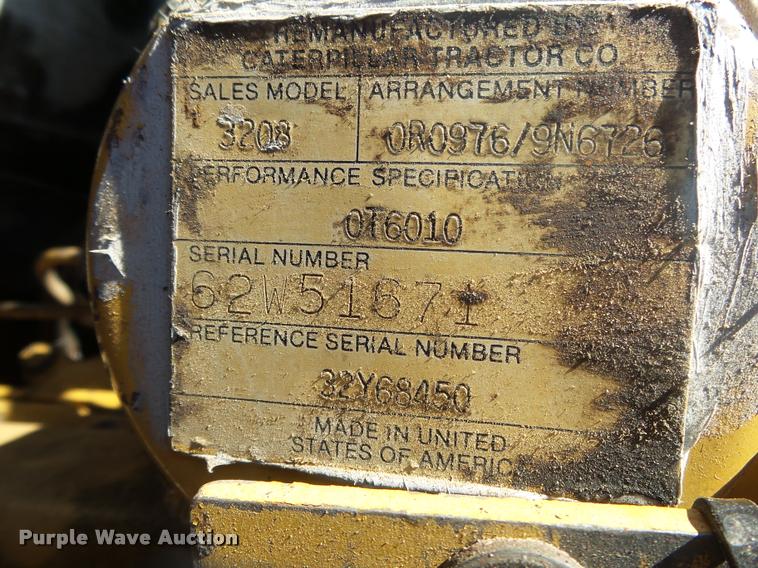 REMANUFACTURED BY
CATERPILLAR TRACTOR CO
SALES MODEL ARRANGEMENT NUMBER
3208 0R0976/9N6726
PERFORMANCE SPECIFICATION
0T6010
SERIAL NUMBER
62W51671
REFERENCE SERIAL NUMBER
32Y68450
MADE IN UNITED
STATES OF AMERICA
Purple Wave Auction